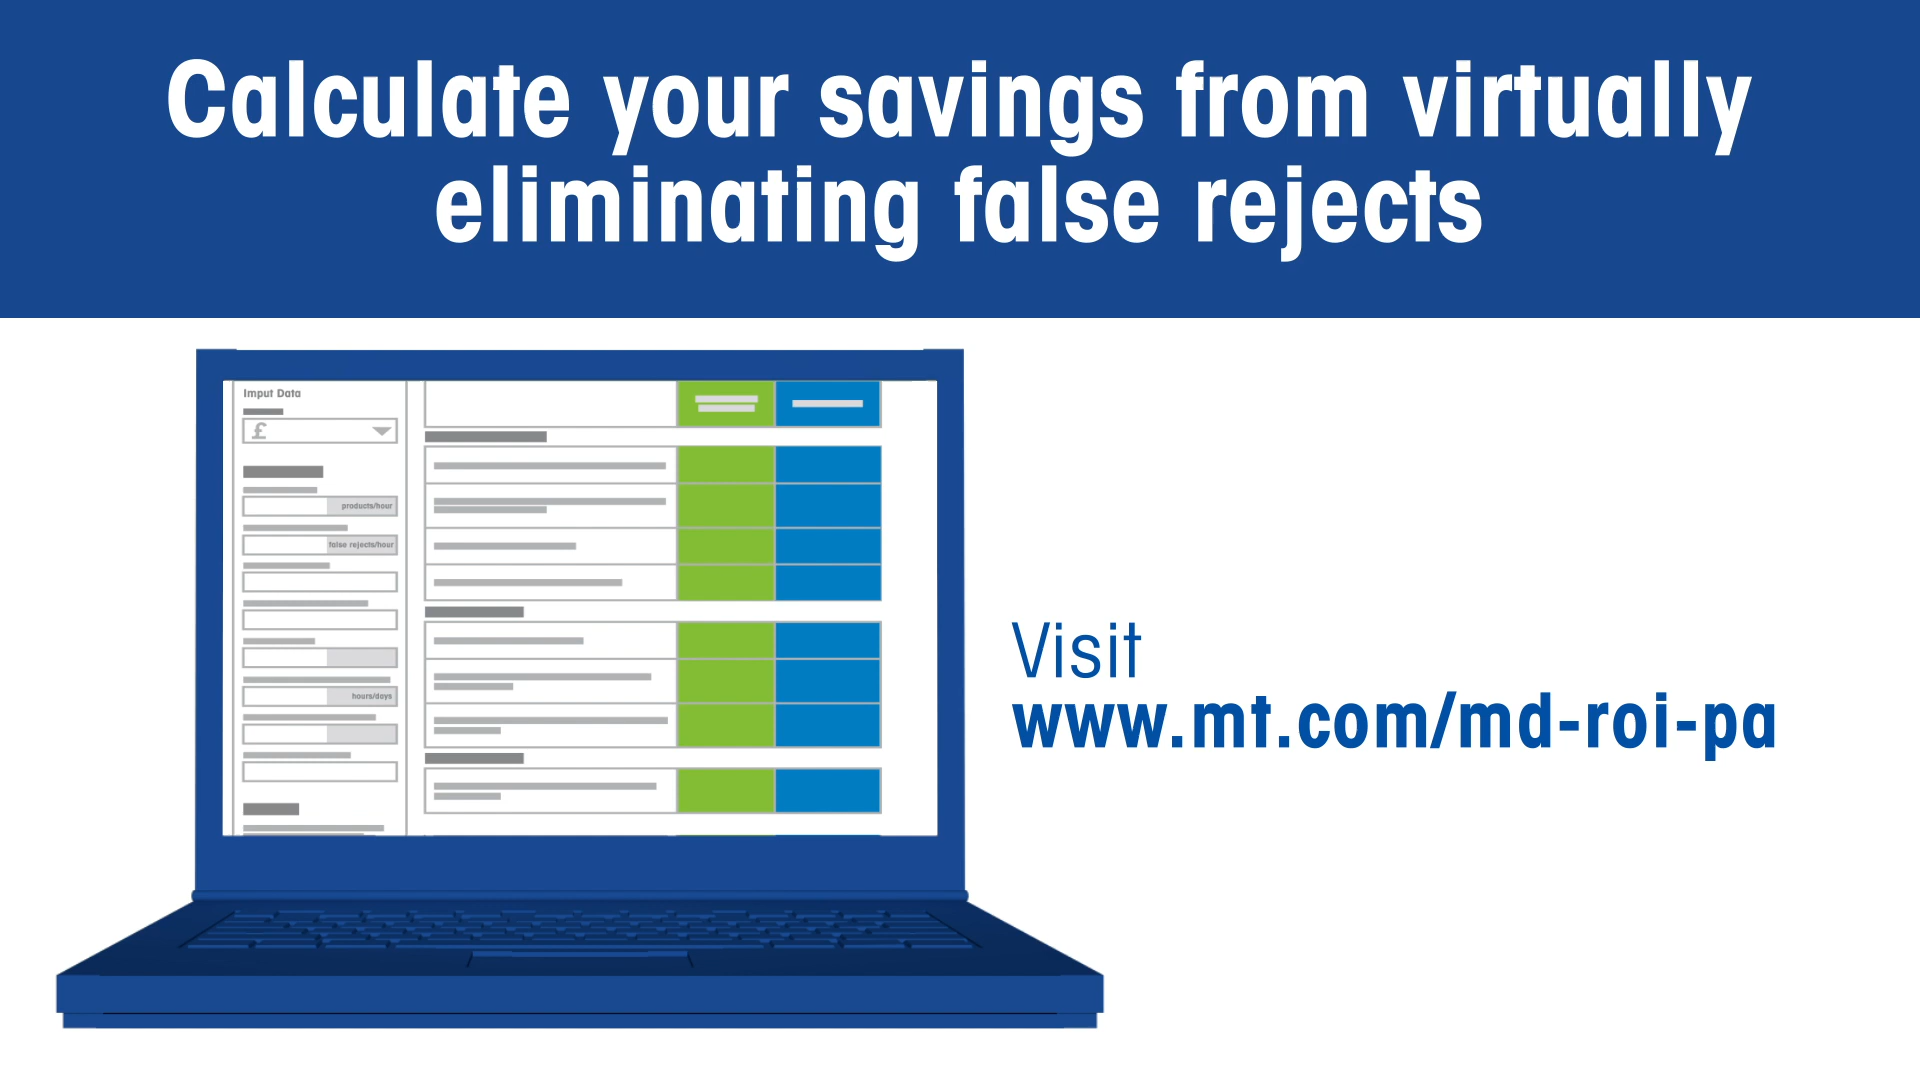 Calculate your savings from virtually
eliminating false rejects
Imput Data
£
products/hour
false rejects/hour
hours/days
Visit
www.mt.com/md-roi-pa